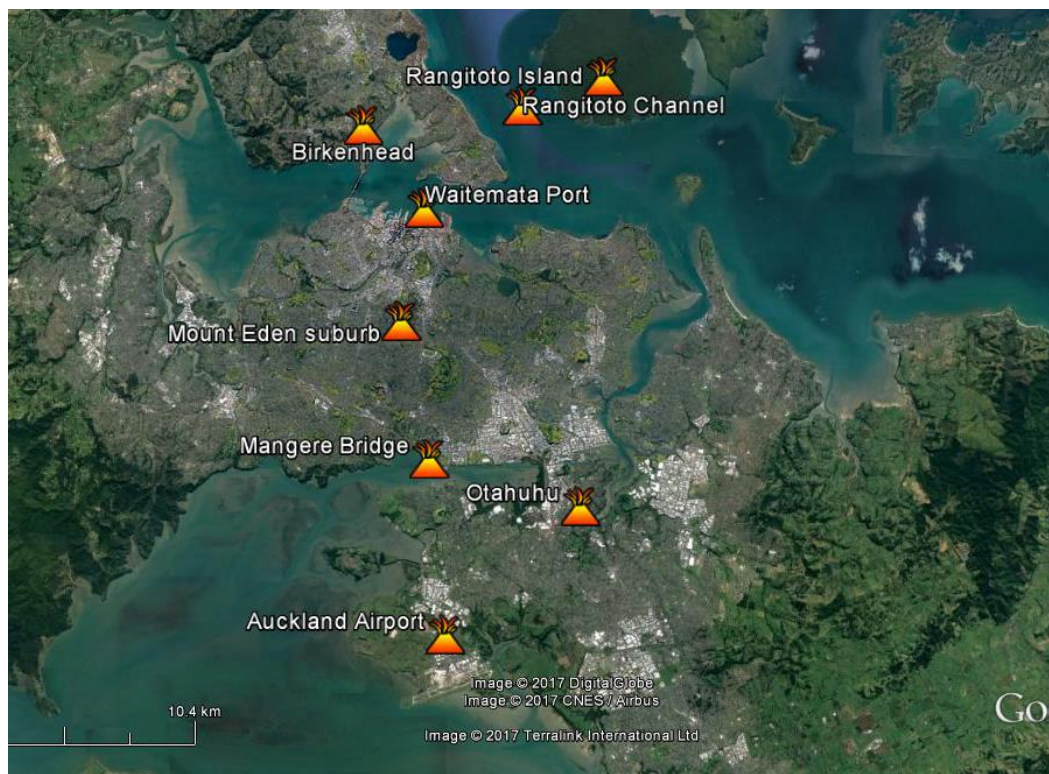 Rangitoto Island
Rangitoto Channel
Birkenhead
Waitemata Port
Mount Eden suburb
Mangere Bridge
Otahuhu
Auckland Airport
Image © 2017 DigitalGlobe
Image © 2017 CNES / Airbus
10.4 km
Image © 2017 Terralink International Ltd
Go